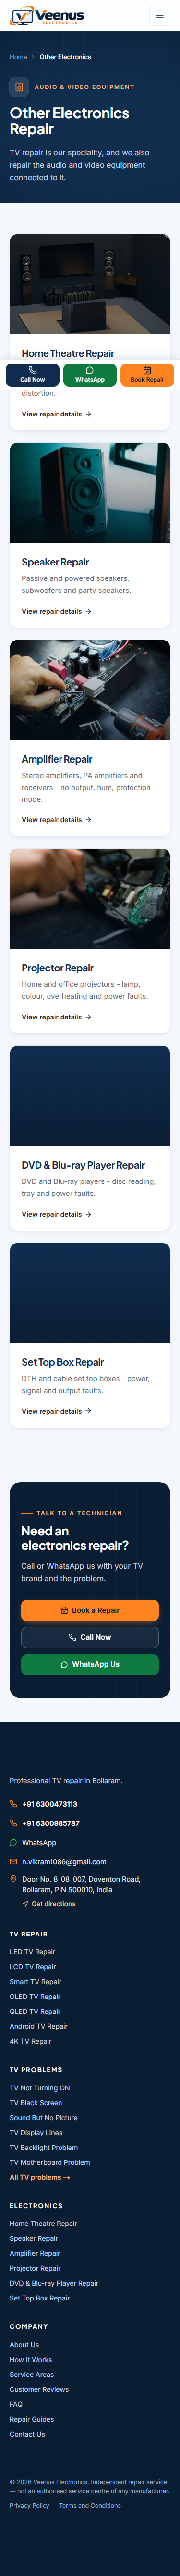 Veenus
ELECTRONICS
Home > Other Electronics
AUDIO & VIDEO EQUIPMENT
Other Electronics
Repair
TV repair is our speciality, and we also
repair the audio and video equipment
connected to it.
Home Theatre Repair
Call Now
WhatsApp
Book Repair
distortion.
View repair details →
Speaker Repair
Passive and powered speakers,
subwoofers and party speakers.
View repair details →
Amplifier Repair
Stereo amplifiers, PA amplifiers and
receivers - no output, hum, protection
mode.
View repair details →
Projector Repair
Home and office projectors - lamp,
colour, overheating and power faults.
View repair details →
DVD & Blu-ray Player Repair
DVD and Blu-ray players - disc reading,
tray and power faults.
View repair details →
Set Top Box Repair
DTH and cable set top boxes - power,
signal and output faults.
View repair details →
TALK TO A TECHNICIAN
Need an
electronics repair?
Call or WhatsApp us with your TV
brand and the problem.
Book a Repair
Call Now
WhatsApp Us
Professional TV repair in Bollaram.
+91 6300473113
+91 6300985787
WhatsApp
n.vikram1086@gmail.com
Door No. 8-08-007, Doventon Road,
Bollaram, PIN 500010, India
Get directions
TV REPAIR
LED TV Repair
LCD TV Repair
Smart TV Repair
OLED TV Repair
QLED TV Repair
Android TV Repair
4K TV Repair
TV PROBLEMS
TV Not Turning ON
TV Black Screen
Sound But No Picture
TV Display Lines
TV Backlight Problem
TV Motherboard Problem
All TV problems →
ELECTRONICS
Home Theatre Repair
Speaker Repair
Amplifier Repair
Projector Repair
DVD & Blu-ray Player Repair
Set Top Box Repair
COMPANY
About Us
How It Works
Service Areas
Customer Reviews
FAQ
Repair Guides
Contact Us
© 2026 Veenus Electronics. Independent repair service
— not an authorised service centre of any manufacturer.
Privacy Policy Terms and Conditions